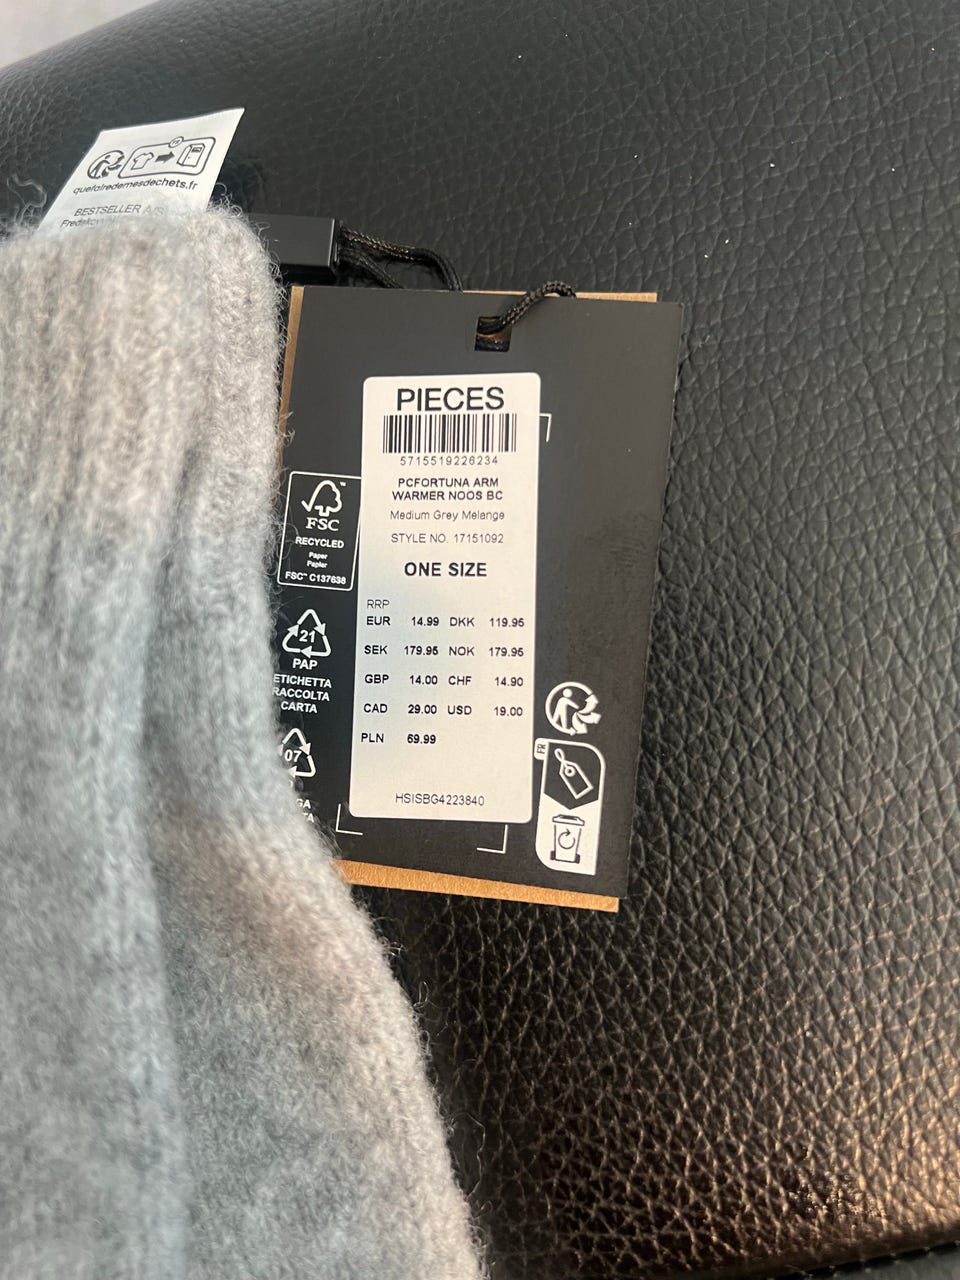 FR
quefairedemesdechets.fr
BESTSELLER A/S
PIECES
5715519226234
PCFORTUNA ARM
WARMER NOOS BC
Medium Grey Melange
STYLE NO. 17151092
ONE SIZE
RRP
EUR 14.99 DKK 119.95
SEK 179.95 NOK 179.95
GBP 14.00 CHF 14.90
CAD 29.00 USD 19.00
PLN 69.99
HSISBG4223840
FSC™
RECYCLED
Paper
Papier
FSC™ C137638
21
PAP
ETICHETTA
RACCOLTA
CARTA
07
FR